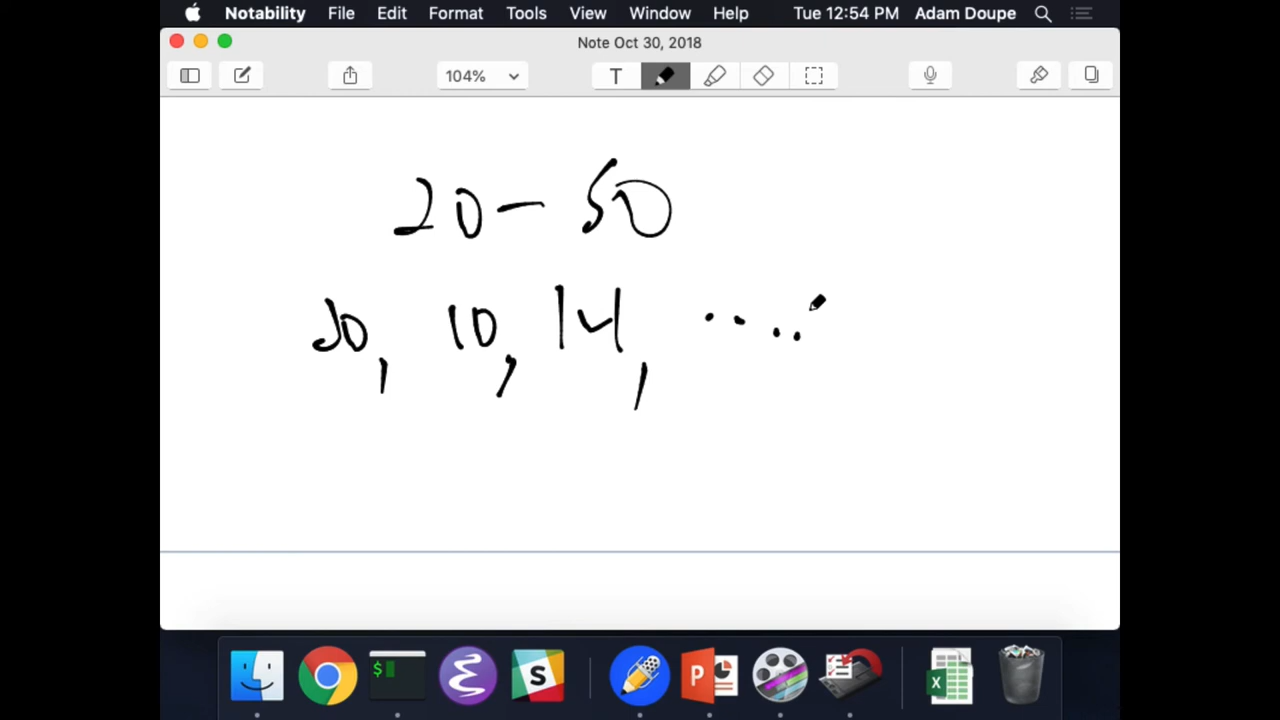 Notability File Edit Format Tools View Window Help Tue 12:54 PM Adam Doupe
Note Oct 30, 2018
104% T
20 - 50
10, 14, .....
$
S
P
X